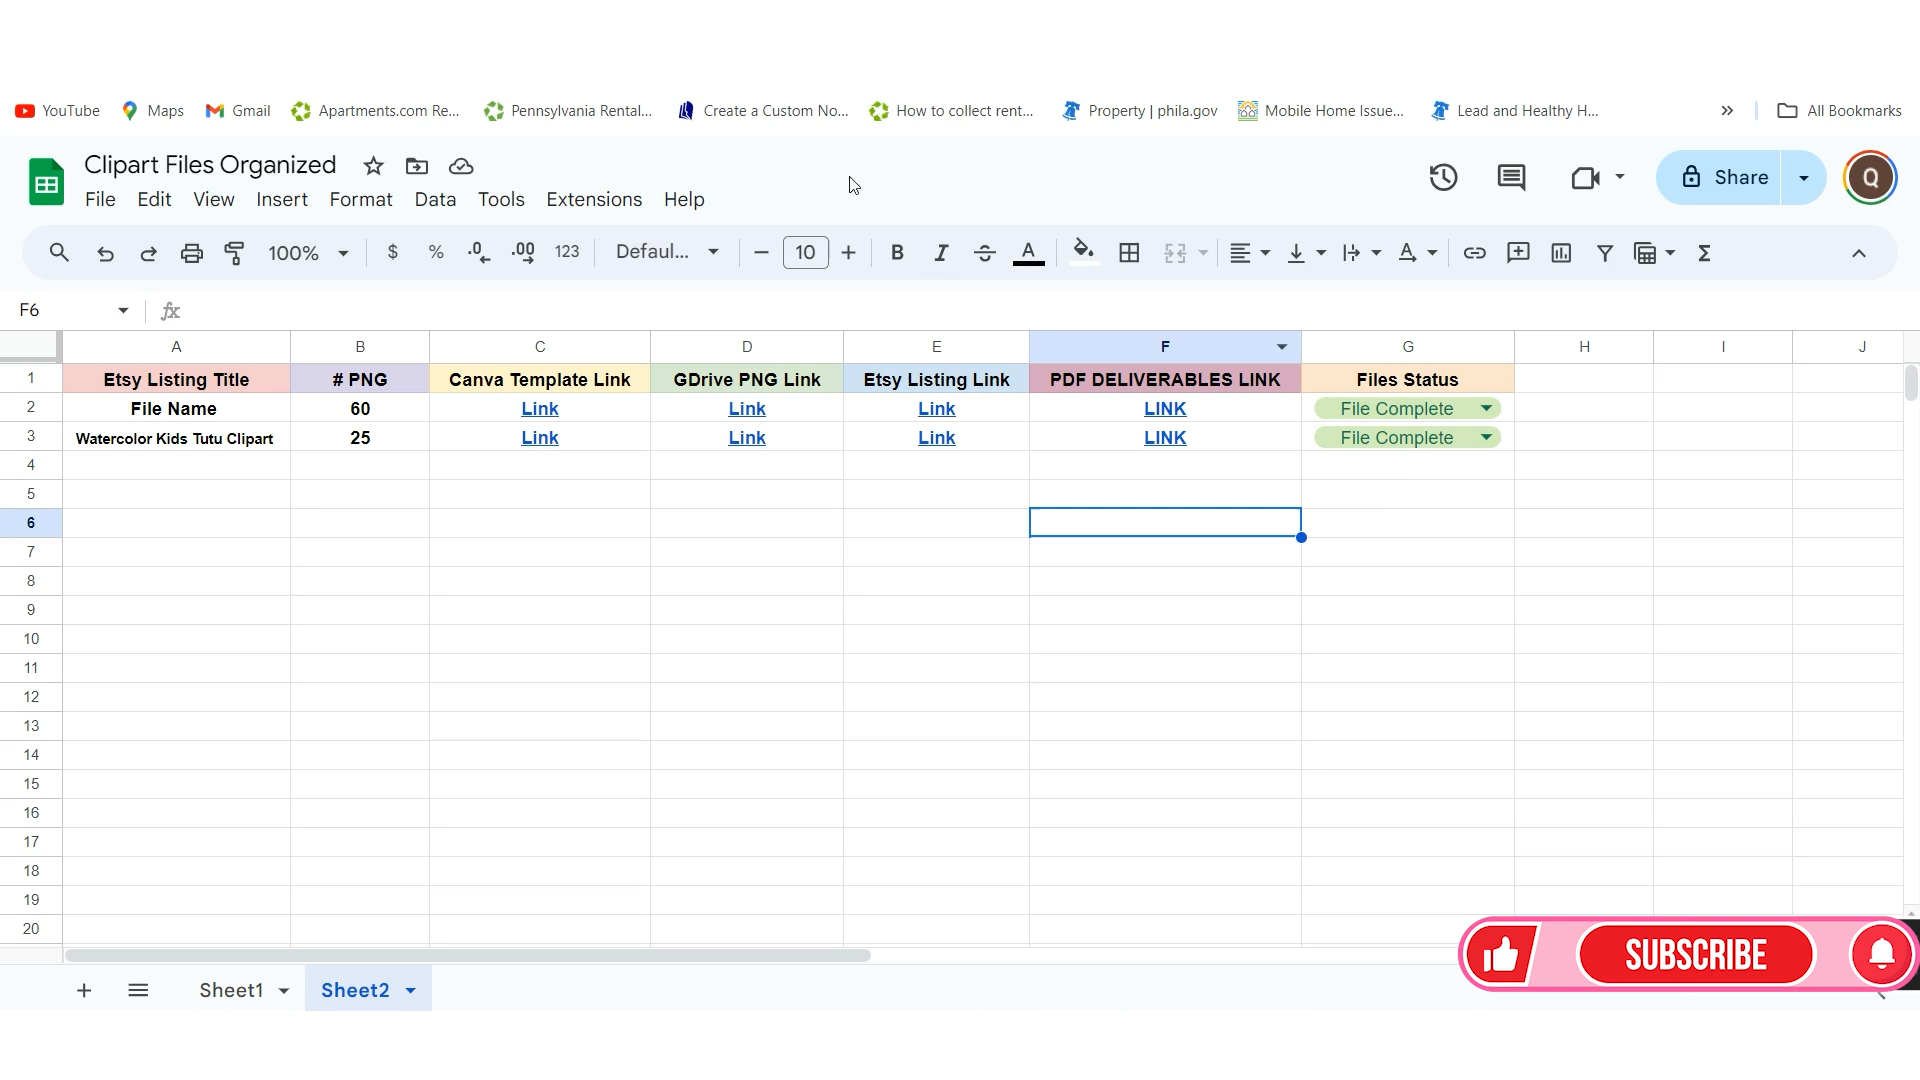 YouTube Maps Gmail Apartments.com Re... Pennsylvania Rental... Create a Custom No... How to collect rent... Property | phila.gov Mobile Home Issue... Lead and Healthy H... » All Bookmarks
Clipart Files Organized
File Edit View Insert Format Data Tools Extensions Help
Share
Q
100% $ % .0 .00 123 Defaul... 10 B I S A Σ
F6 fx
A B C D E F G H I J
1 Etsy Listing Title # PNG Canva Template Link GDrive PNG Link Etsy Listing Link PDF DELIVERABLES LINK Files Status
2 File Name 60 Link Link Link LINK File Complete
3 Watercolor Kids Tutu Clipart 25 Link Link Link LINK File Complete
4
5
6
7
8
9
10
11
12
13
14
15
16
17
18
19
20
SUBSCRIBE
Sheet1 Sheet2